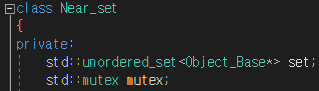 class Near_set
{
private:
std::unordered_set<Object_Base*> set;
std::mutex mutex;